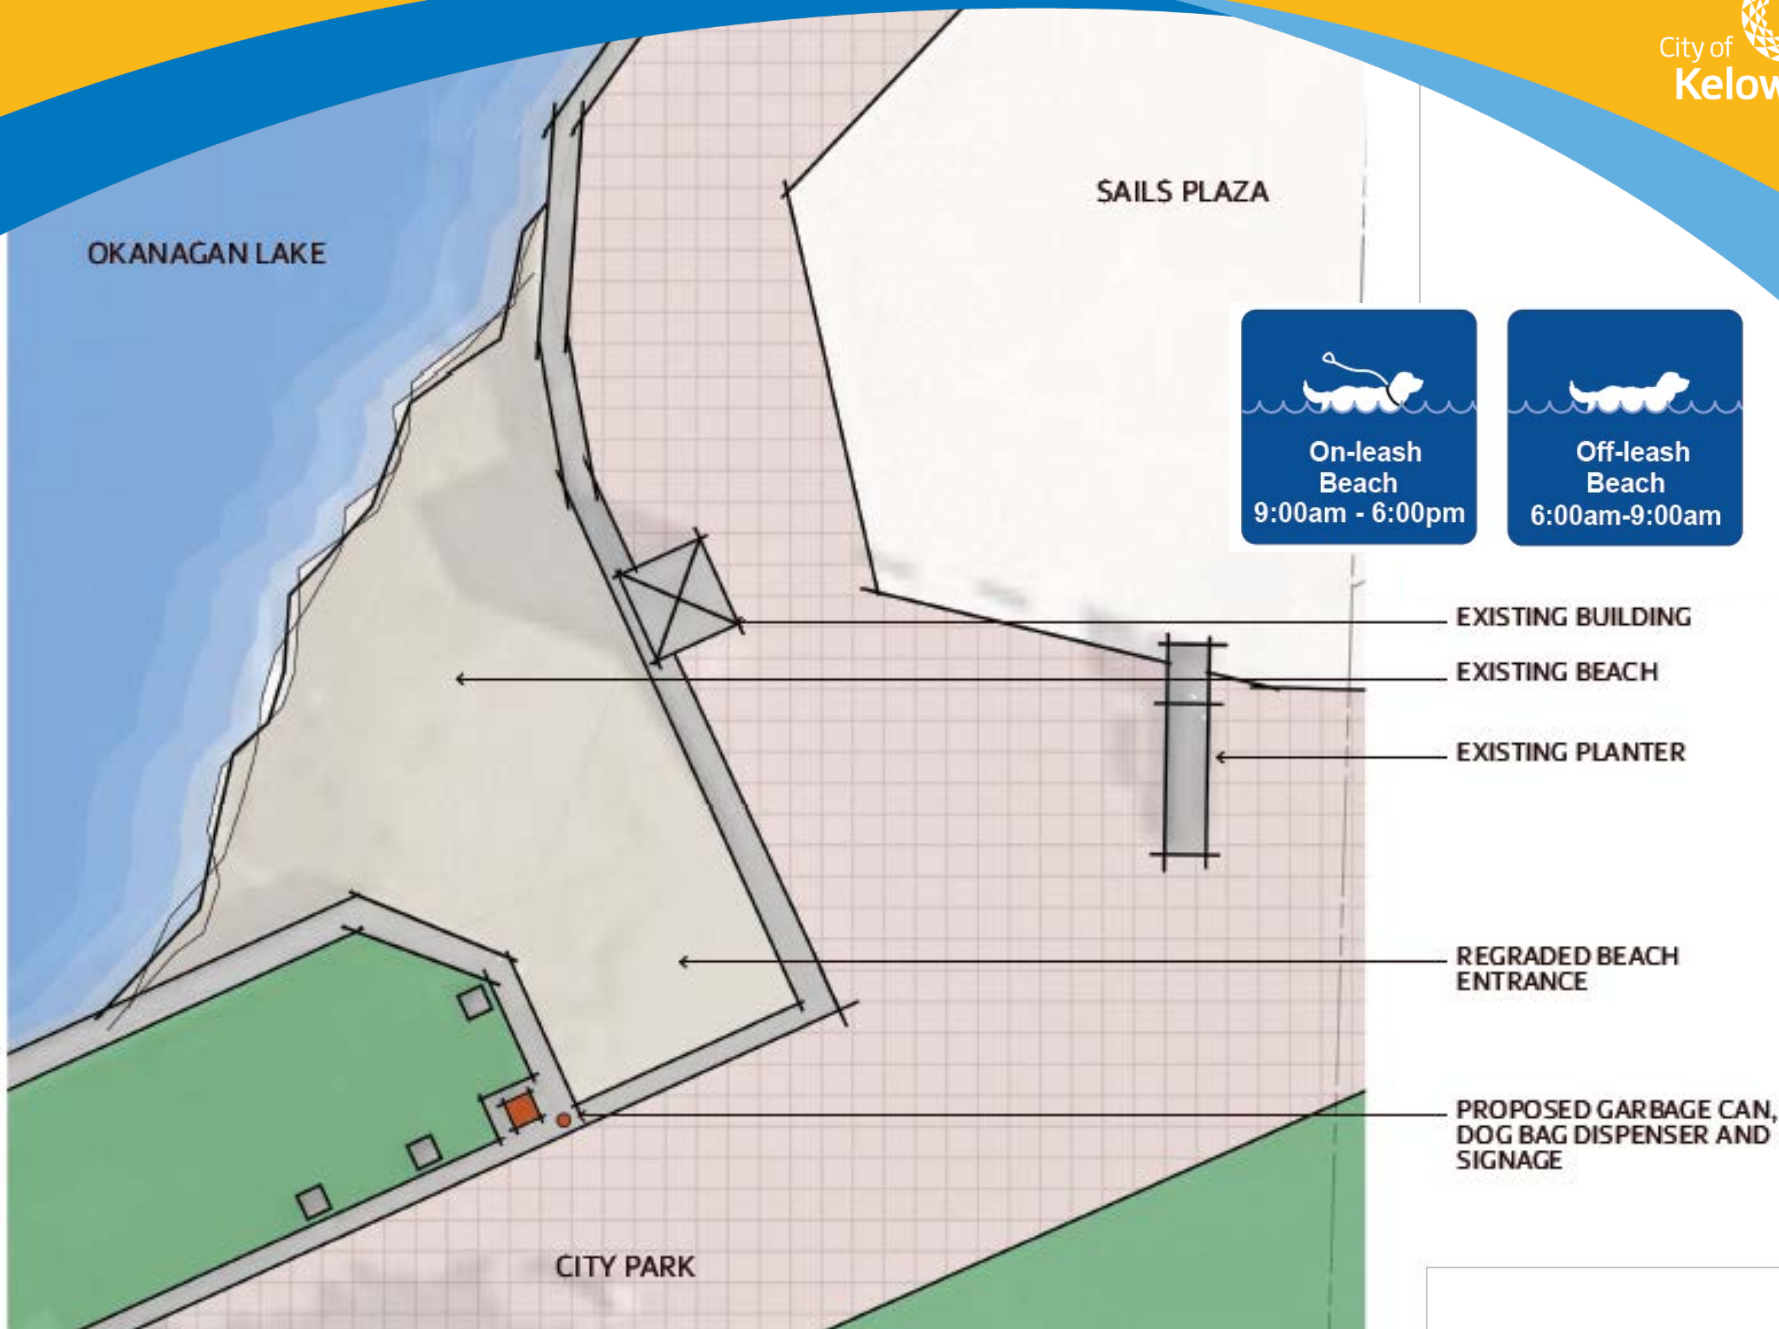 City of
OKANAGAN LAKE
SAILS PLAZA
On-leash
Beach
9:00am - 6:00pm
Off-leash
Beach
6:00am-9:00am
EXISTING BUILDING
EXISTING BEACH
EXISTING PLANTER
REGRADED BEACH
ENTRANCE
PROPOSED GARBAGE CAN,
DOG BAG DISPENSER AND
SIGNAGE
CITY PARK